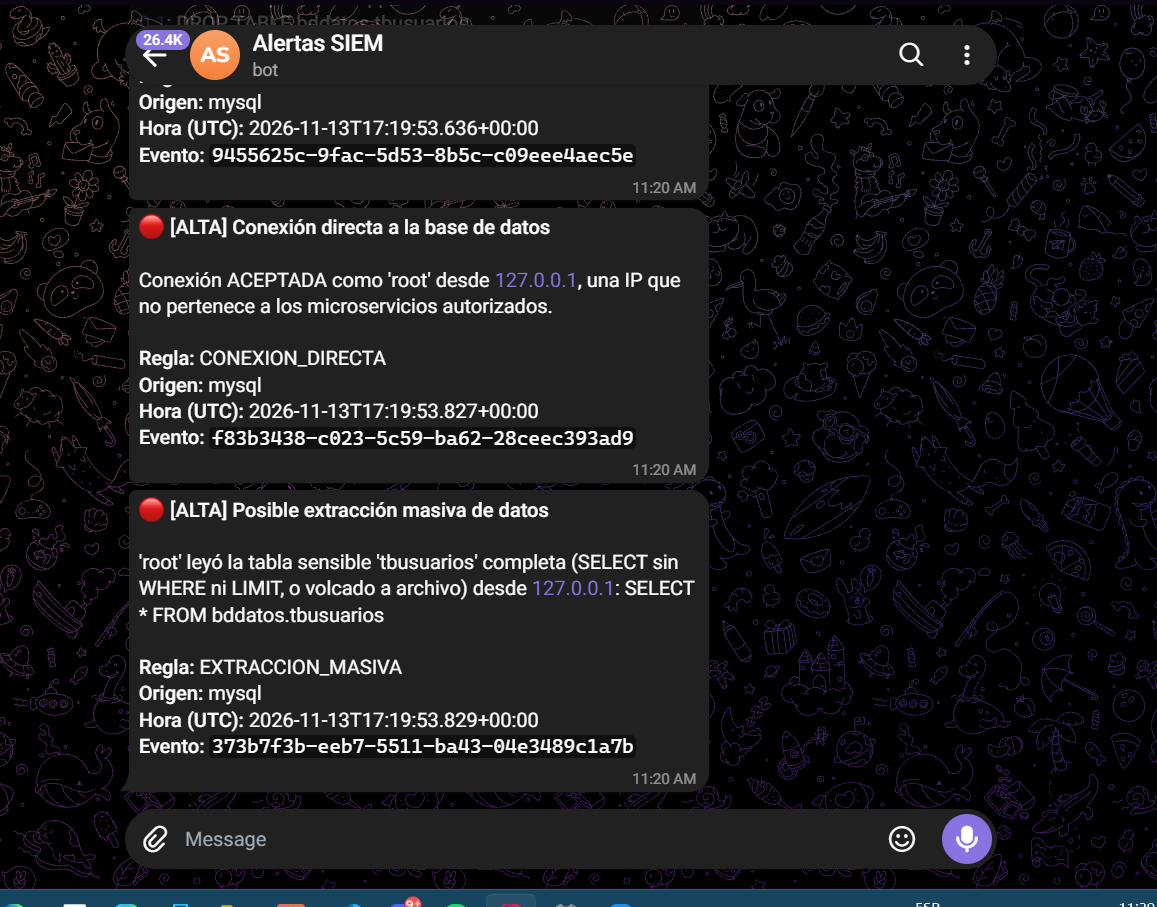 DROP TABLE bddatos.tbusuarios
26.4K
AS
Alertas SIEM
bot
Origen: mysql
Hora (UTC): 2026-11-13T17:19:53.636+00:00
Evento: 9455625c-9fac-5d53-8b5c-c09eee4aec5e
11:20 AM
🔴 [ALTA] Conexión directa a la base de datos
Conexión ACEPTADA como 'root' desde 127.0.0.1, una IP que
no pertenece a los microservicios autorizados.
Regla: CONEXION_DIRECTA
Origen: mysql
Hora (UTC): 2026-11-13T17:19:53.827+00:00
Evento: f83b3438-c023-5c59-ba62-28ceec393ad9
11:20 AM
🔴 [ALTA] Posible extracción masiva de datos
'root' leyó la tabla sensible 'tbusuarios' completa (SELECT sin
WHERE ni LIMIT, o volcado a archivo) desde 127.0.0.1: SELECT
* FROM bddatos.tbusuarios
Regla: EXTRACCION_MASIVA
Origen: mysql
Hora (UTC): 2026-11-13T17:19:53.829+00:00
Evento: 373b7f3b-eeb7-5511-ba43-04e3489c1a7b
11:20 AM
Message
9+